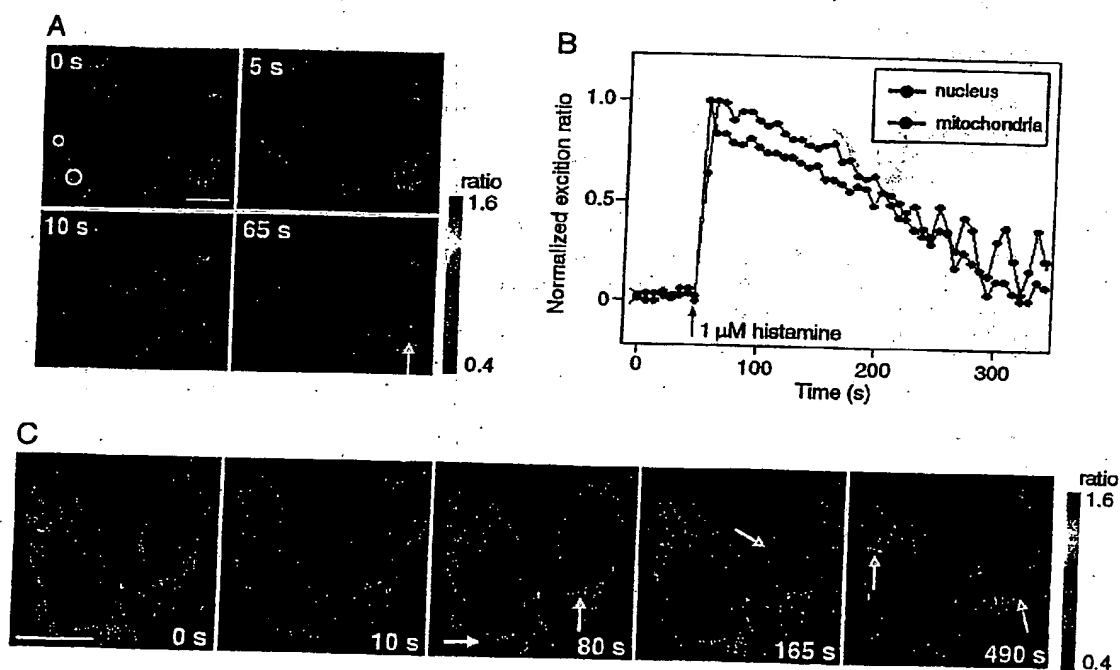 A
0 s
5 s
10 s
65 s
ratio
1.6
0.4
B
Normalized excition ratio
1.0
0.5
0
nucleus
mitochondria
1 µM histamine
0
100
200
300
Time (s)
C
0 s
10 s
80 s
165 s
490 s
ratio
1.6
0.4